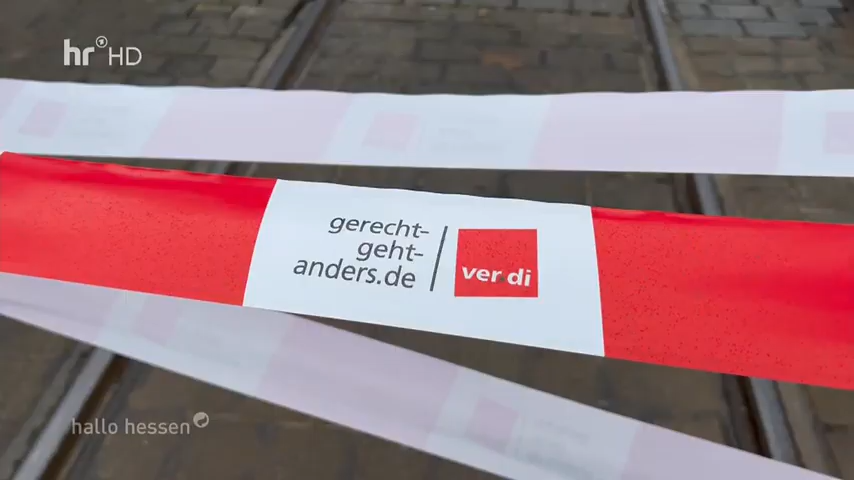 hr HD
gerecht-
geht-
anders.de
ver.di
hallo hessen